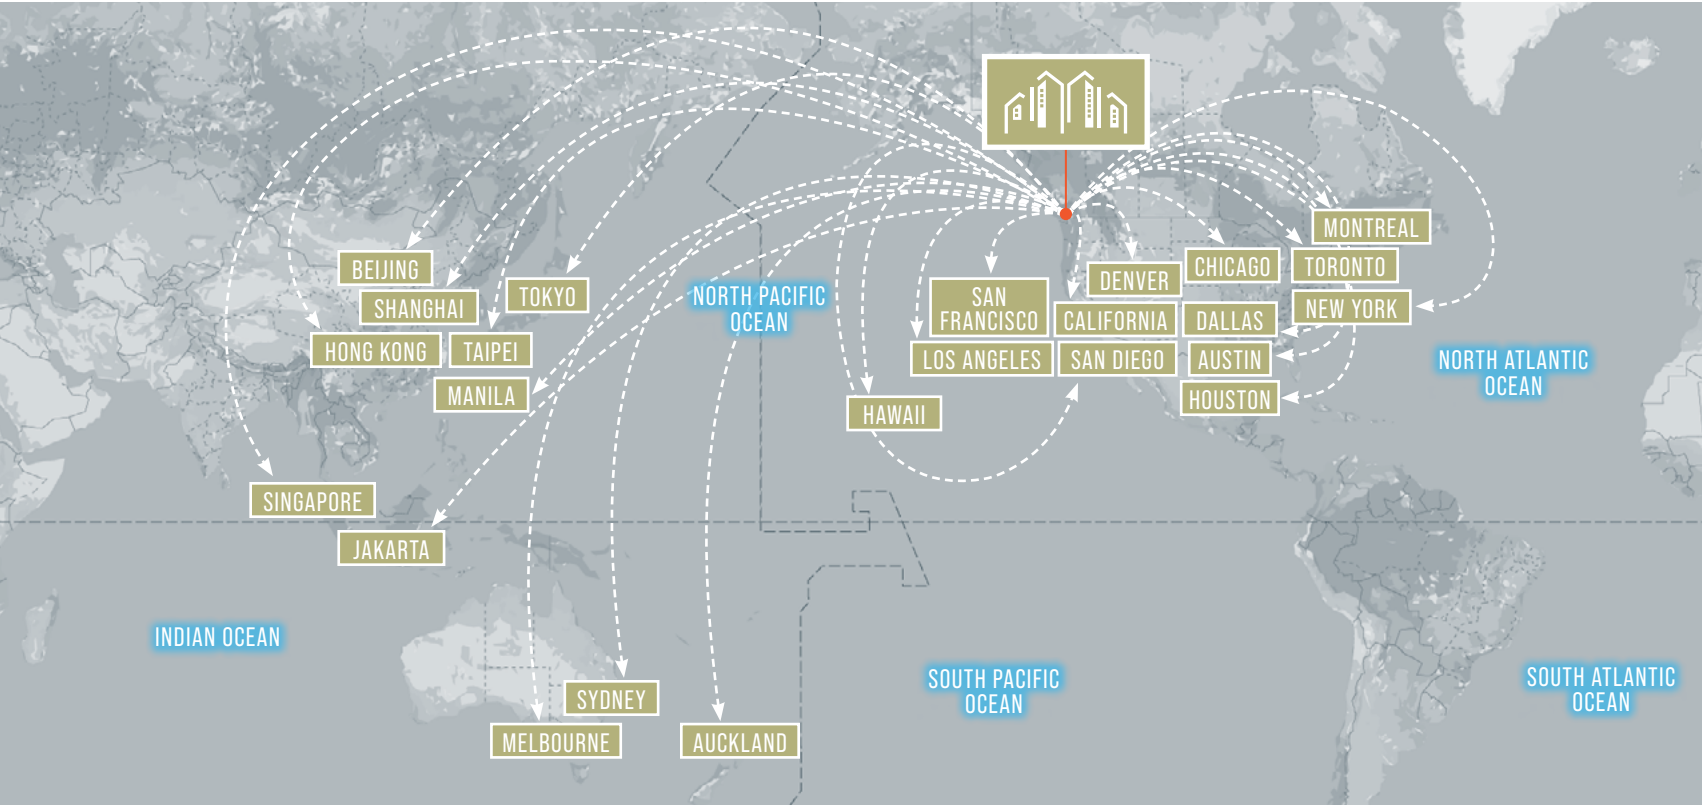 MONTREAL
BEIJING
TOKYO
CHICAGO
TORONTO
DENVER
SHANGHAI
NORTH PACIFIC
OCEAN
SAN
FRANCISCO
CALIFORNIA
DALLAS
NEW YORK
HONG KONG
TAIPEI
LOS ANGELES
SAN DIEGO
AUSTIN
NORTH ATLANTIC
OCEAN
MANILA
HAWAII
HOUSTON
SINGAPORE
JAKARTA
INDIAN OCEAN
SYDNEY
SOUTH PACIFIC
OCEAN
SOUTH ATLANTIC
OCEAN
MELBOURNE
AUCKLAND